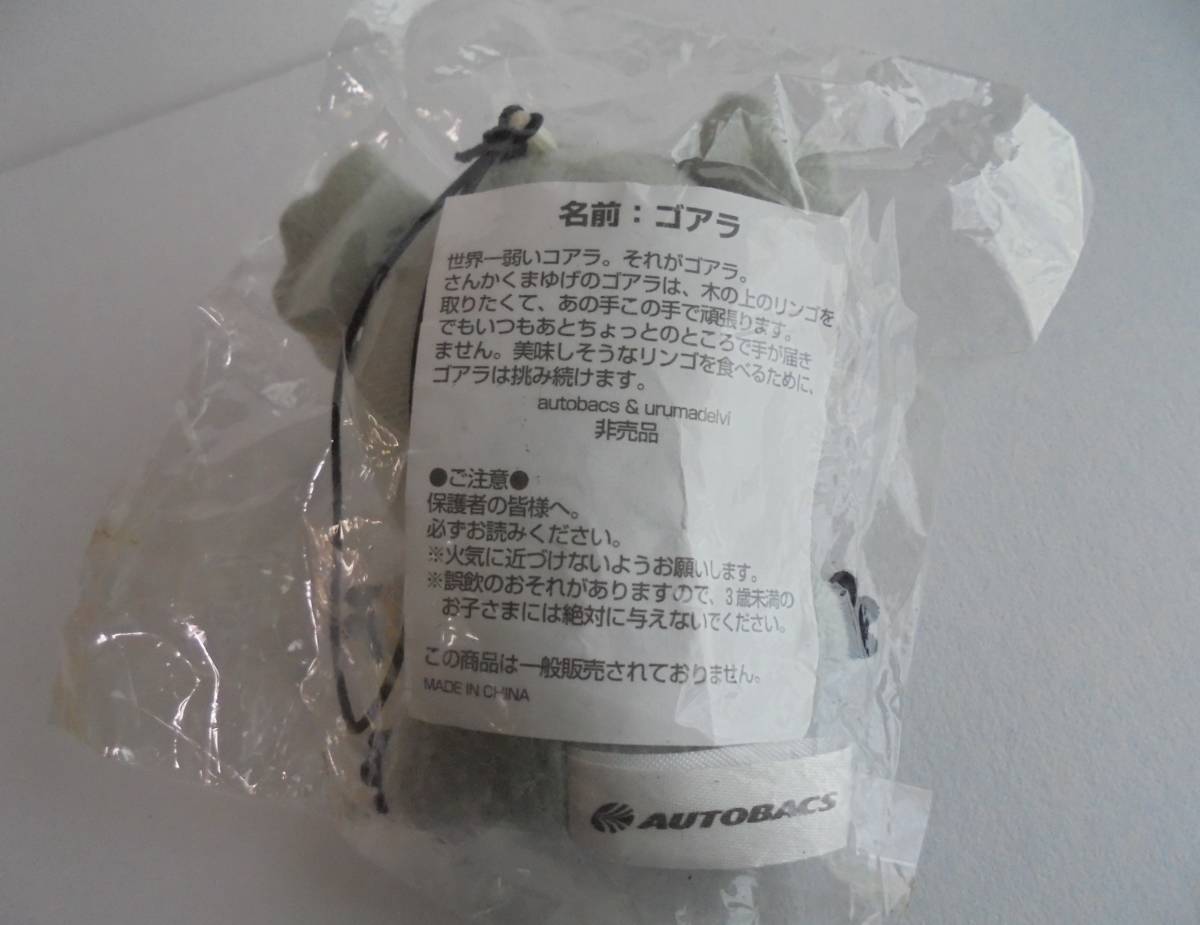 名前：ゴアラ
世界一弱いコアラ。それがゴアラ。
さんかくまゆげのゴアラは、木の上のリンゴを
取りたくて、あの手この手で頑張ります。
でもいつもあとちょっとのところで手が届き
ません。美味しそうなリンゴを食べるために、
ゴアラは挑み続けます。
autobacs & urumadelvi
非売品
●ご注意●
保護者の皆様へ。
必ずお読みください。
※火気に近づけないようお願いします。
※誤飲のおそれがありますので、3歳未満の
お子さまには絶対に与えないでください。
この商品は一般販売されておりません。
MADE IN CHINA
AUTOBACS